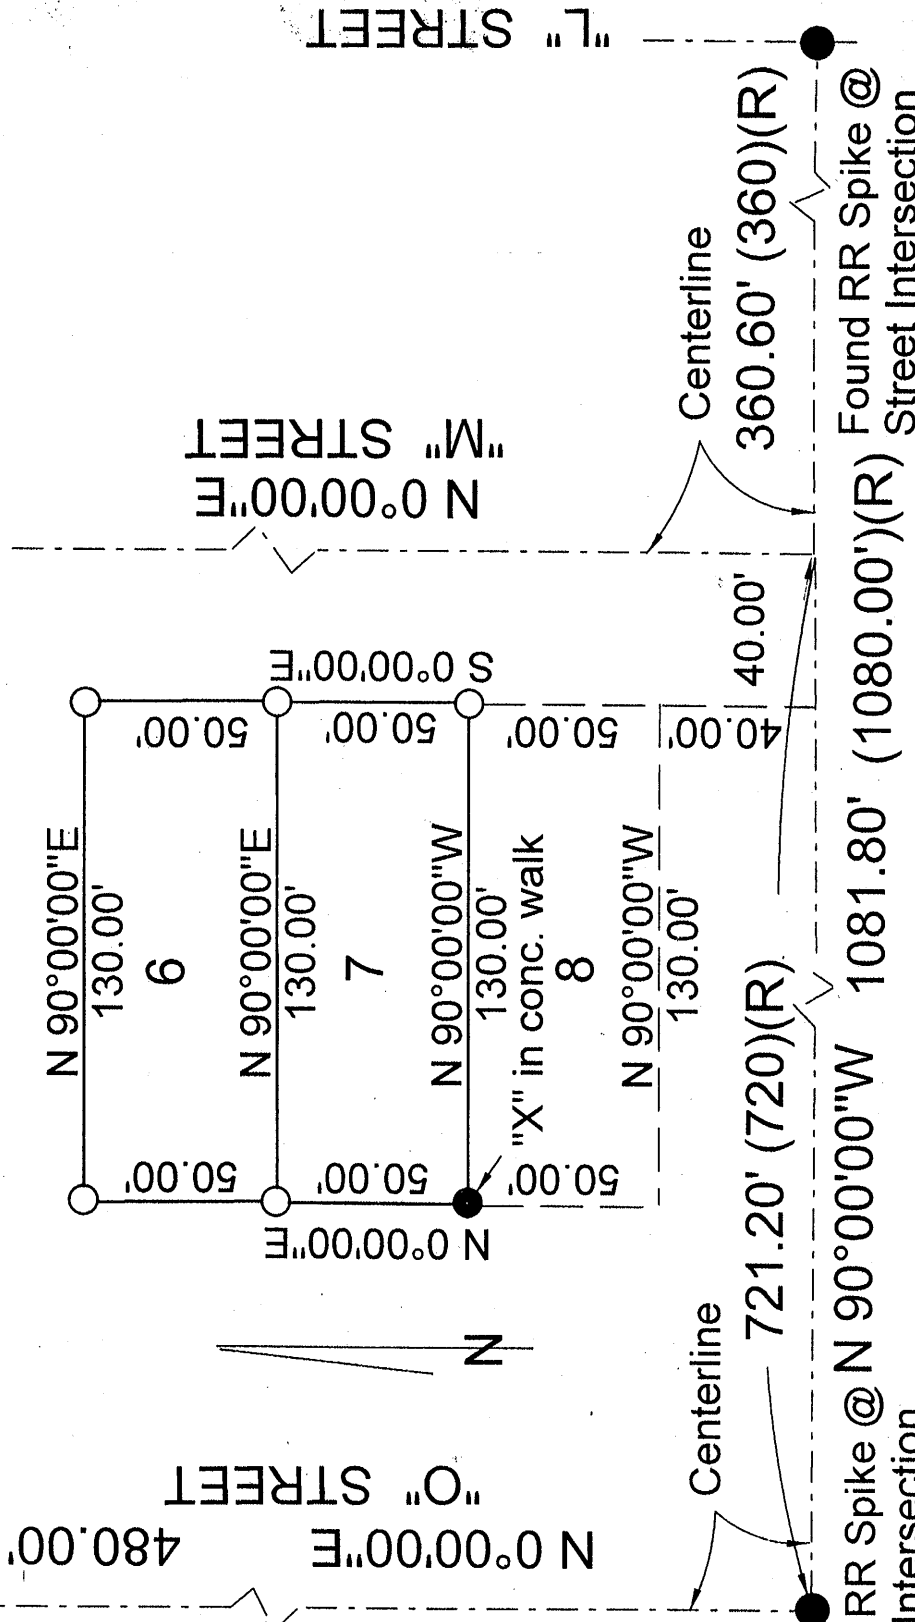 "L" STREET
Centerline
360.60' (360)(R)
Found RR Spike @
Street Intersection
"M" STREET
N 0°00'00"E
40.00'
S 0°00'00"E
50.00'
50.00'
50.00'
40.00'
N 90°00'00"E
130.00'
6
N 90°00'00"E
130.00'
7
N 90°00'00"W
130.00'
"X" in conc. walk
8
N 90°00'00"W
130.00'
50.00'
50.00'
50.00'
N 0°00'00"E
N
721.20' (720)(R)
N 90°00'00"W 1081.80' (1080.00')(R)
Centerline
"O" STREET
N 0°00'00"E 480.00'
RR Spike @
Intersection